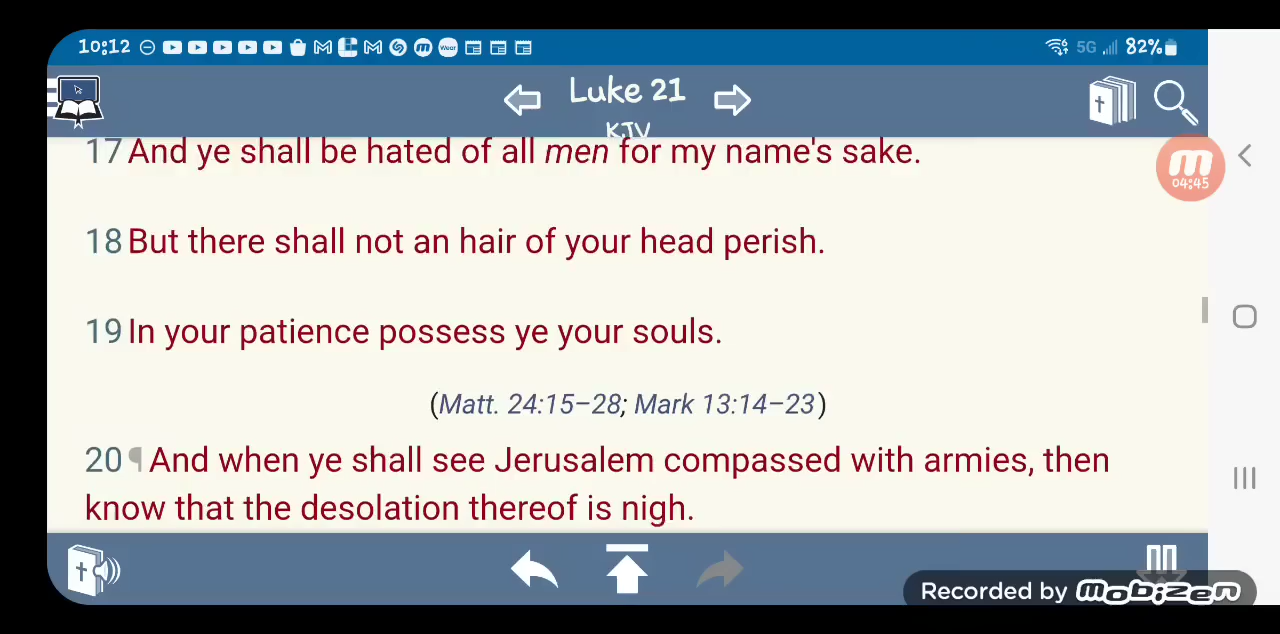 10:12 5G 82%
Luke 21
KJV
17 And ye shall be hated of all men for my name's sake.
04:45
18 But there shall not an hair of your head perish.
19 In your patience possess ye your souls.
(Matt. 24:15–28; Mark 13:14–23)
20 ¶ And when ye shall see Jerusalem compassed with armies, then
know that the desolation thereof is nigh.
Recorded by mobizen